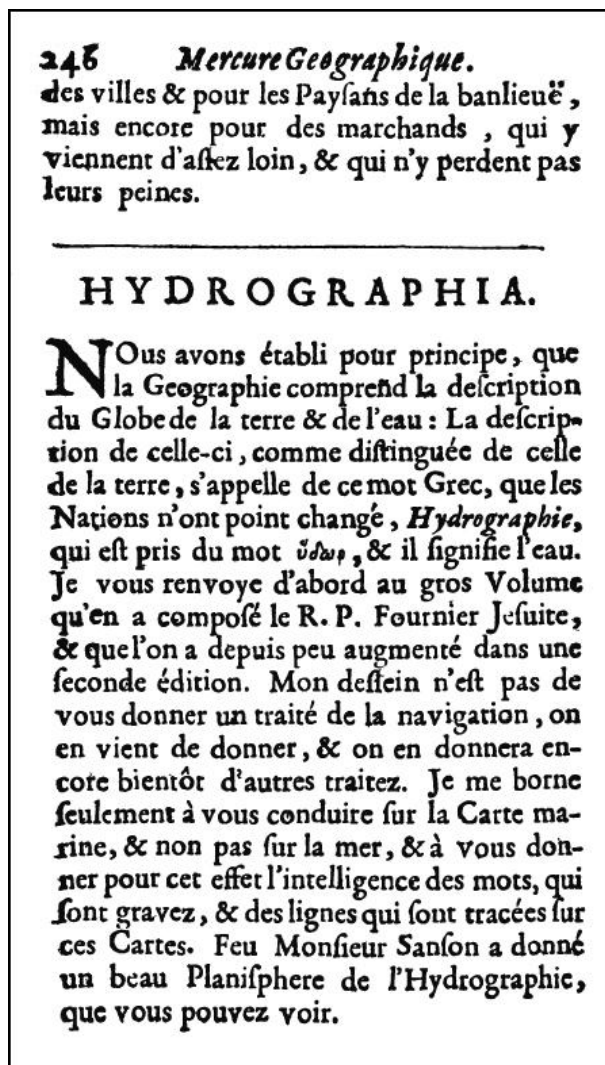 246 Mercure Geographique.
des villes & pour les Payſans de la banlieuë,
mais encore pour des marchands , qui y
viennent d'aſſez loin, & qui n'y perdent pas
leurs peines.
HYDROGRAPHIA.
NOus avons établi pour principe, que
la Geographie comprend la deſcription
du Globe de la terre & de l'eau : La deſcrip-
tion de celle-ci, comme diſtinguée de celle
de la terre, s'appelle de ce mot Grec, que les
Nations n'ont point changé, Hydrographie,
qui eſt pris du mot ὕδωρ, & il ſignifie l'eau.
Je vous renvoye d'abord au gros Volume
qu'en a compoſé le R. P. Fournier Jeſuite,
& que l'on a depuis peu augmenté dans une
ſeconde édition. Mon deſſein n'eſt pas de
vous donner un traité de la navigation, on
en vient de donner, & on en donnera en-
core bientôt d'autres traitez. Je me borne
ſeulement à vous conduire ſur la Carte ma-
rine, & non pas ſur la mer, & à vous don-
ner pour cet effet l'intelligence des mots, qui
ſont gravez, & des lignes qui ſont tracées ſur
ces Cartes. Feu Monſieur Sanſon a donné
un beau Planiſphere de l'Hydrographie,
que vous pouvez voir.